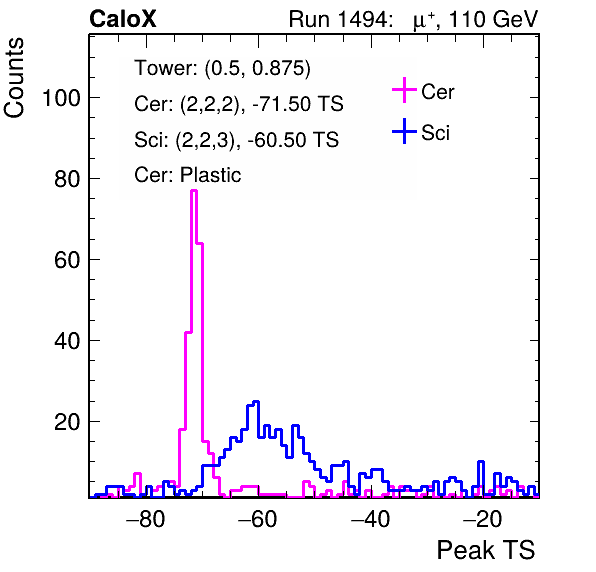 CaloX Run 1494: μ⁺, 110 GeV
Counts
Tower: (0.5, 0.875)
Cer: (2,2,2), -71.50 TS
Sci: (2,2,3), -60.50 TS
Cer: Plastic
Cer
Sci
100
80
60
40
20
−80 −60 −40 −20
Peak TS